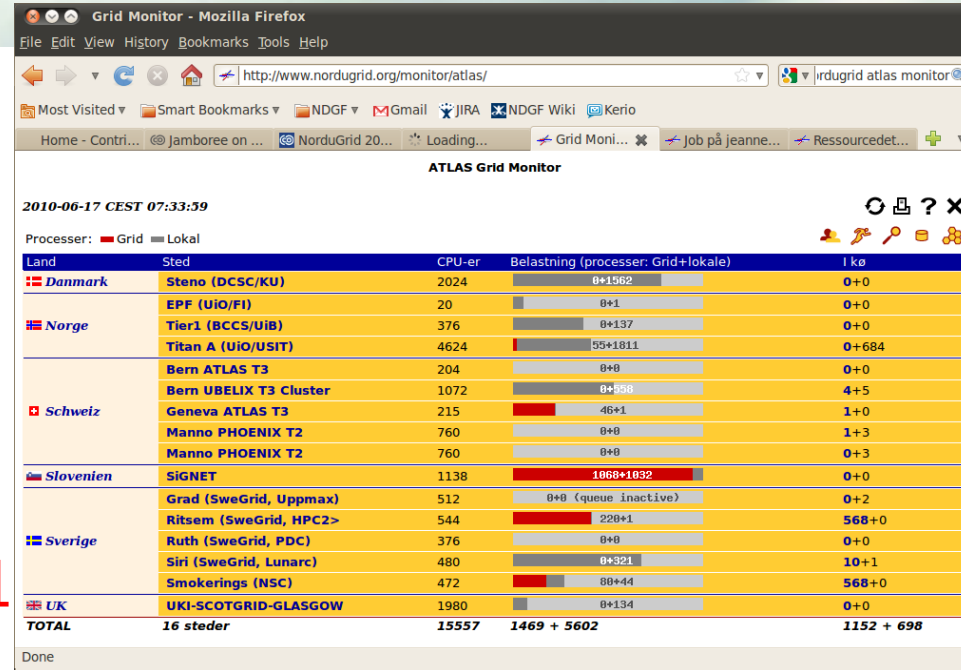 Grid Monitor - Mozilla Firefox
File Edit View History Bookmarks Tools Help
http://www.nordugrid.org/monitor/atlas/ rdugrid atlas monitor
Most Visited Smart Bookmarks NDGF Gmail JIRA NDGF Wiki Kerio
Home - Contri... Jamboree on ... NorduGrid 20... Loading... Grid Moni... Job på jeanne... Ressourcedet...
ATLAS Grid Monitor
2010-06-17 CEST 07:33:59
Processer: Grid Lokal
Land Sted CPU-er Belastning (processer: Grid+lokale) I kø
Danmark Steno (DCSC/KU) 2024 0+1562 0+0
Norge EPF (UiO/FI) 20 0+1 0+0
Tier1 (BCCS/UiB) 376 0+137 0+0
Titan A (UiO/USIT) 4624 55+1811 0+684
Schweiz Bern ATLAS T3 204 0+0 0+0
Bern UBELIX T3 Cluster 1072 0+558 4+5
Geneva ATLAS T3 215 46+1 1+0
Manno PHOENIX T2 760 0+0 1+3
Manno PHOENIX T2 760 0+0 0+3
Slovenien SiGNET 1138 1068+1032 0+0
Sverige Grad (SweGrid, Uppmax) 512 0+0 (queue inactive) 0+2
Ritsem (SweGrid, HPC2> 544 220+1 568+0
Ruth (SweGrid, PDC) 376 0+0 0+0
Siri (SweGrid, Lunarc) 480 0+321 10+1
Smokerings (NSC) 472 80+44 568+0
UK UKI-SCOTGRID-GLASGOW 1980 0+134 0+0
TOTAL 16 steder 15557 1469 + 5602 1152 + 698
Done